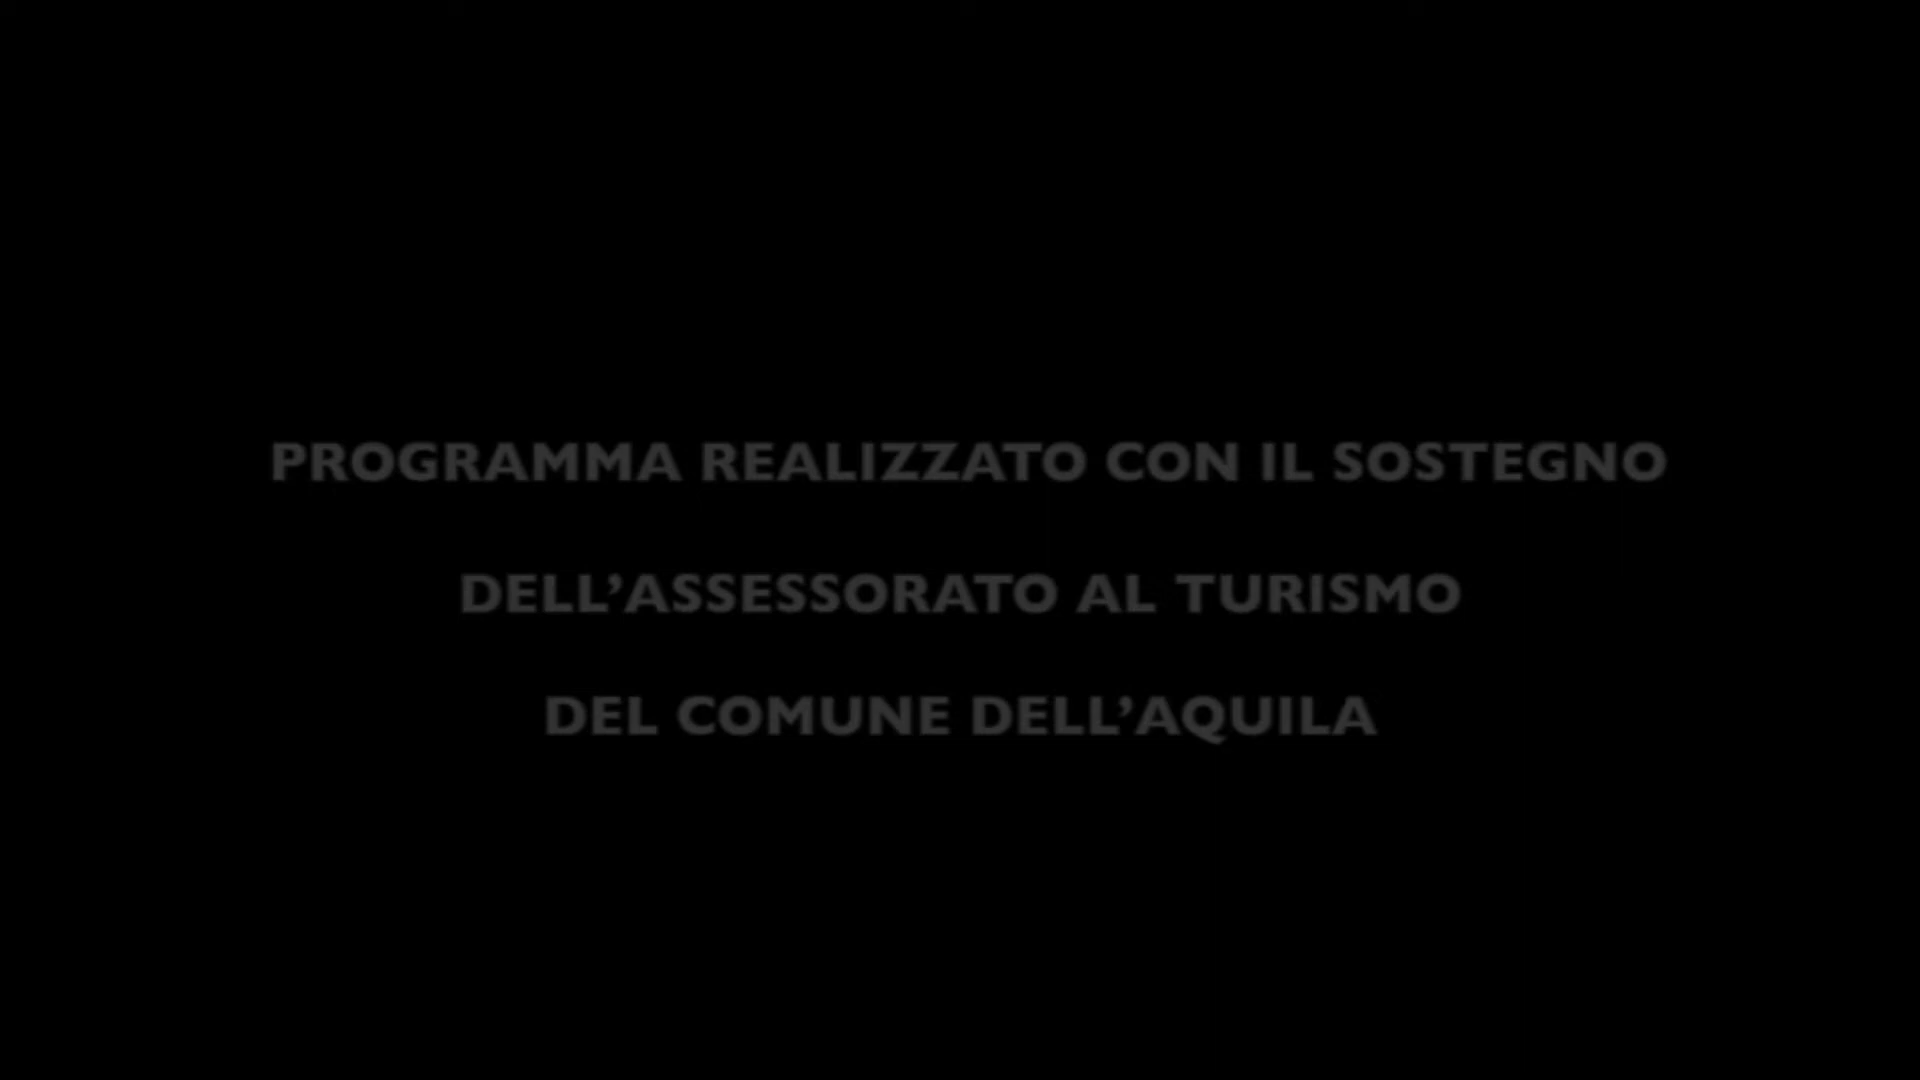 PROGRAMMA REALIZZATO CON IL SOSTEGNO
DELL’ASSESSORATO AL TURISMO
DEL COMUNE DELL’AQUILA